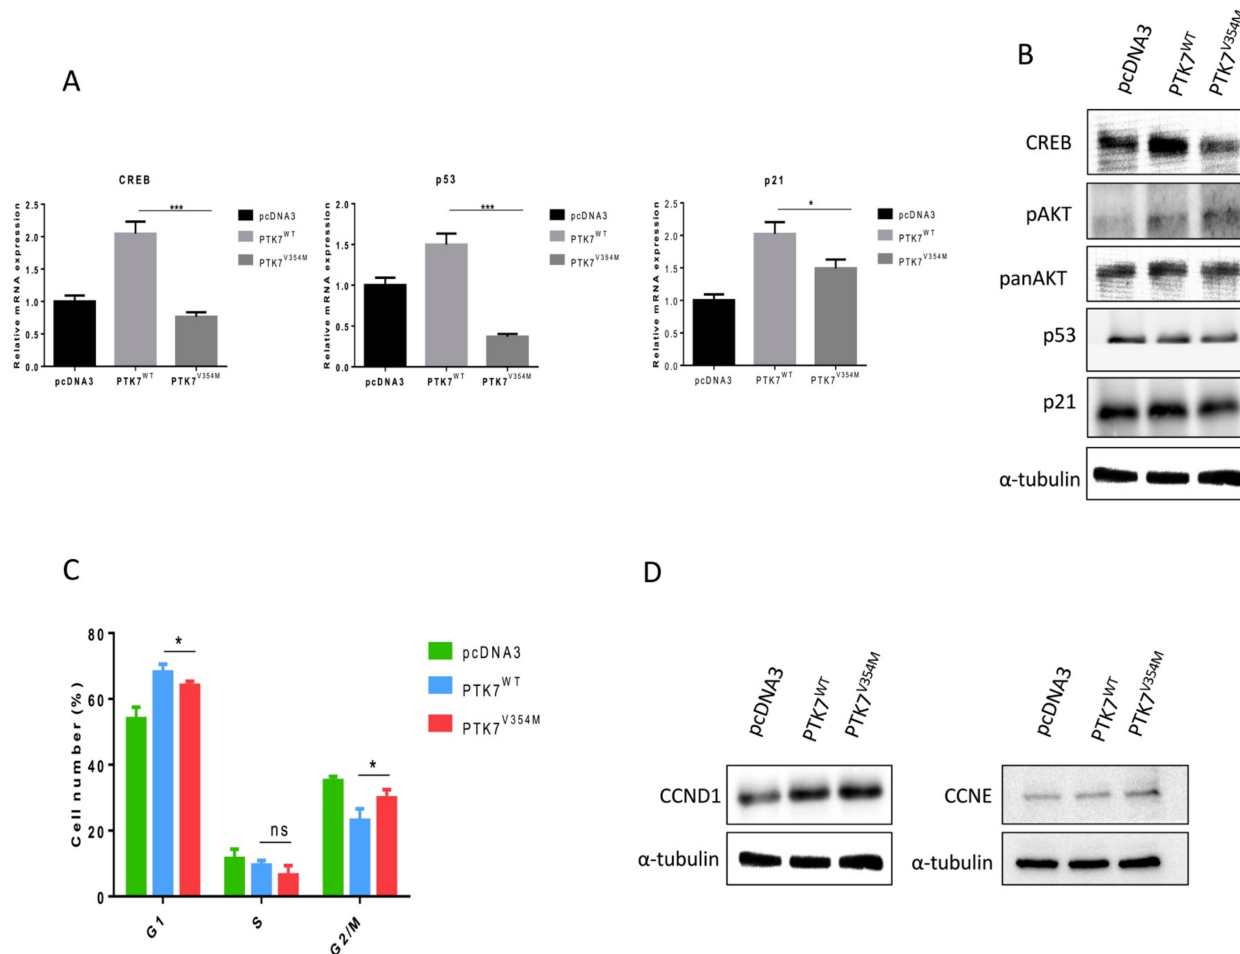 A
CREB
Relative mRNA expression
2.5
2.0
1.5
1.0
0.5
0.0
***
pcDNA3
PTK7WT
PTK7V354M
pcDNA3
PTK7WT
PTK7V354M
p53
Relative mRNA expression
2.0
1.5
1.0
0.5
0.0
***
pcDNA3
PTK7WT
PTK7V354M
pcDNA3
PTK7WT
PTK7V354M
p21
Relative mRNA expression
2.5
2.0
1.5
1.0
0.5
0.0
*
pcDNA3
PTK7WT
PTK7V354M
pcDNA3
PTK7WT
PTK7V354M
B
pcDNA3
PTK7WT
PTK7V354M
CREB
pAKT
panAKT
p53
p21
α-tubulin
C
Cell number (%)
80
60
40
20
0
*
ns
*
G1
S
G2/M
pcDNA3
PTK7WT
PTK7V354M
D
pcDNA3
PTK7WT
PTK7V354M
CCND1
α-tubulin
pcDNA3
PTK7WT
PTK7V354M
CCNE
α-tubulin